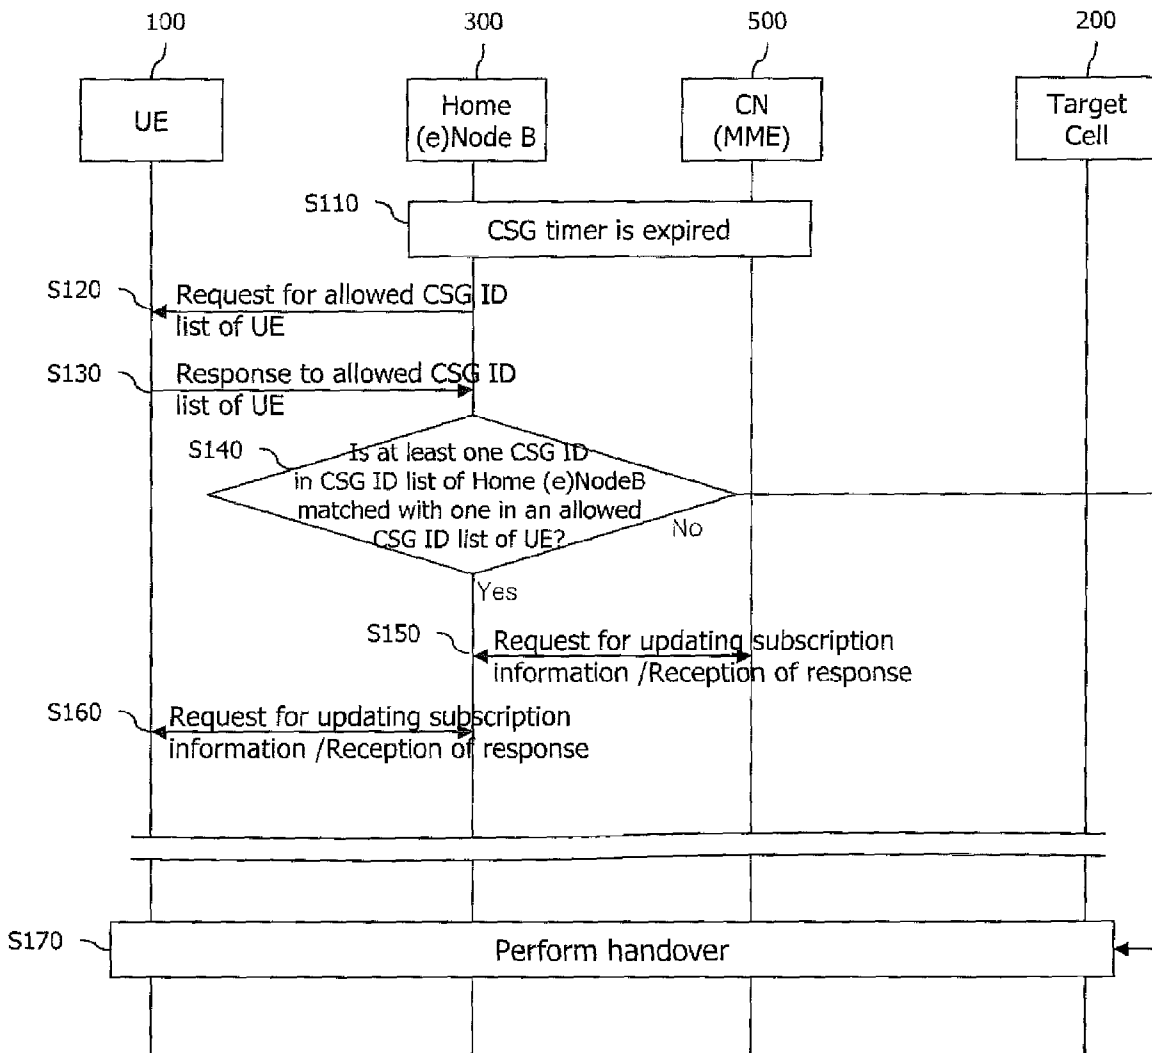 100
300
500
200
UE
Home
(e)Node B
CN
(MME)
Target
Cell
S110
CSG timer is expired
S120
Request for allowed CSG ID
list of UE
S130
Response to allowed CSG ID
list of UE
S140
Is at least one CSG ID
in CSG ID list of Home (e)NodeB
matched with one in an allowed
CSG ID list of UE?
No
Yes
S150
Request for updating subscription
information /Reception of response
S160
Request for updating subscription
information /Reception of response
S170
Perform handover